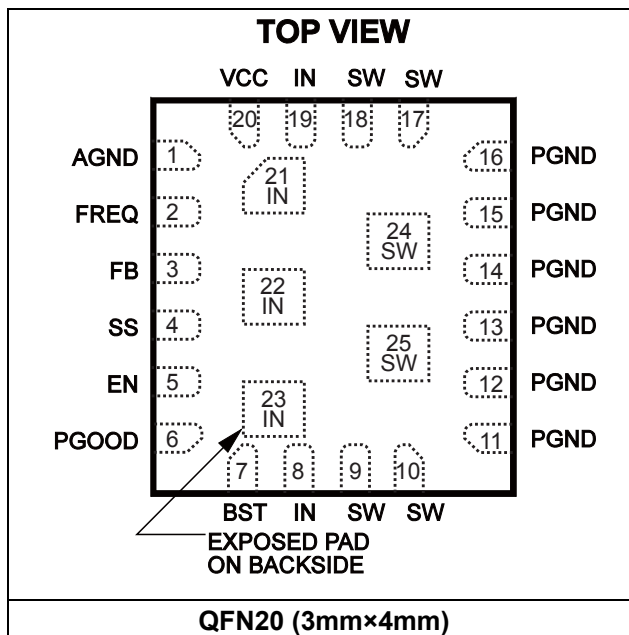 TOP VIEW
VCC IN SW SW
20 19 18 17
AGND 1 16 PGND
21
IN
FREQ 2 15 PGND
24
SW
FB 3 14 PGND
22
IN
SS 4 13 PGND
25
SW
EN 5 12 PGND
23
IN
PGOOD 6 11 PGND
7 8 9 10
BST IN SW SW
EXPOSED PAD
ON BACKSIDE
QFN20 (3mm×4mm)